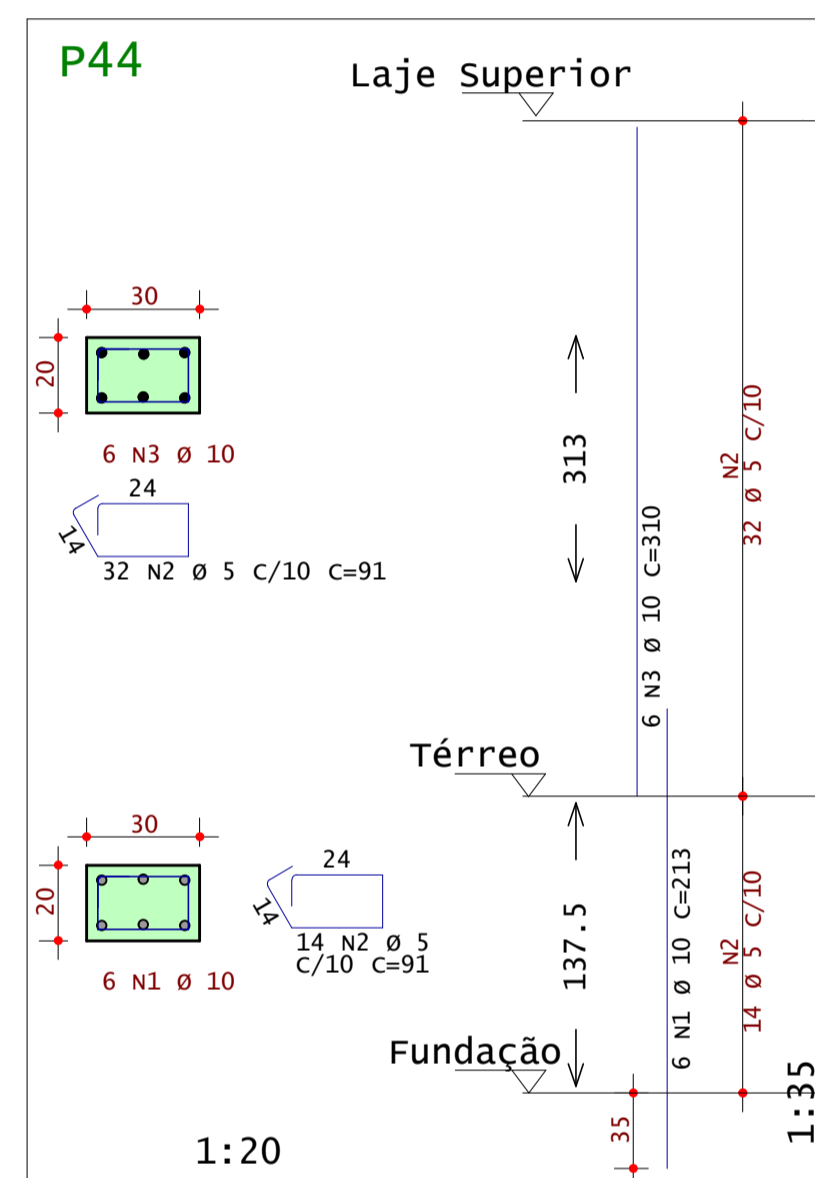 P44
Laje Superior
30
20
6 N3 Ø 10
24
14
32 N2 Ø 5 C/10 C=91
313
6 N3 Ø 10 C=310
N2
32 Ø 5 C/10
Térreo
30
20
6 N1 Ø 10
24
14
14 N2 Ø 5
C/10 C=91
137.5
6 N1 Ø 10 C=213
N2
14 Ø 5 C/10
Fundação
35
1:20
1:35